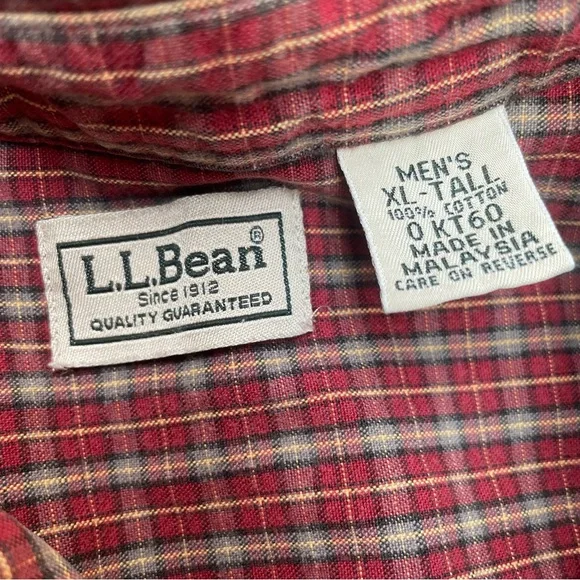 L.L.Bean®
Since 1912
QUALITY GUARANTEED
MEN'S
XL-TALL
100% COTTON
0 KT60
MADE IN
MALAYSIA
CARE ON REVERSE